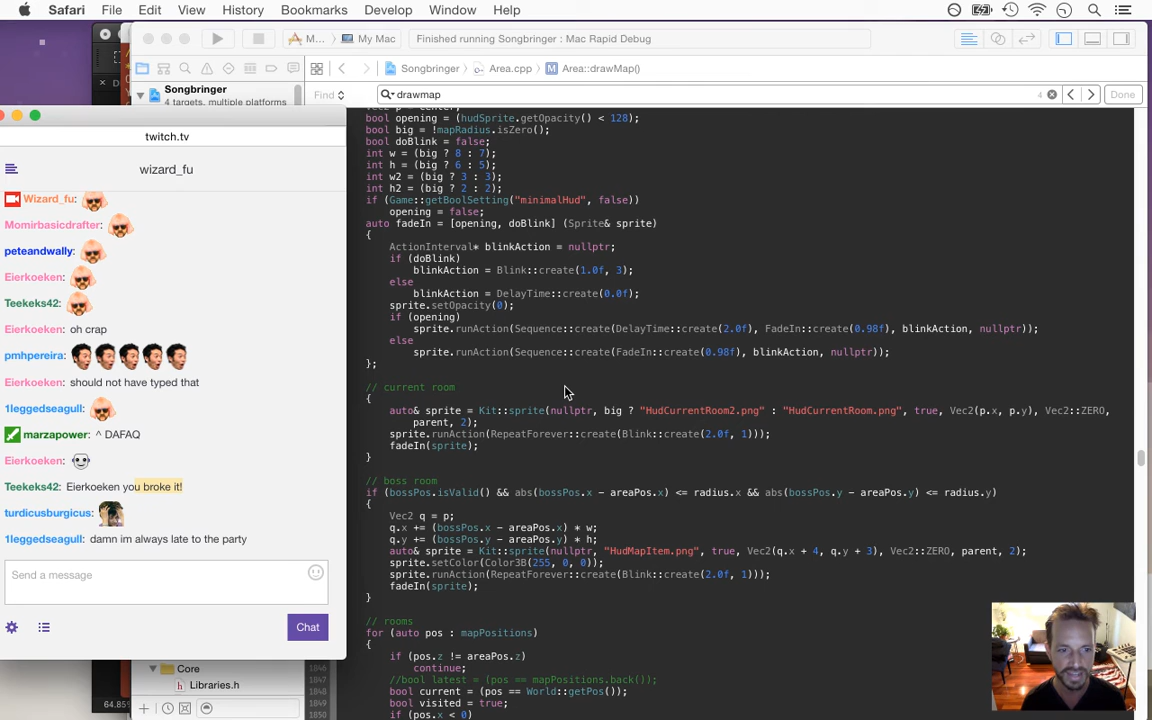 Safari File Edit View History Bookmarks Develop Window Help
M... My Mac Finished running Songbringer : Mac Rapid Debug
Songbringer Area.cpp M Area::drawMap()
Songbringer
4 targets, multiple platforms
Find drawmap 4 Done
bool opening = (hudSprite.getOpacity() < 128);
bool big = !mapRadius.isZero();
bool doBlink = false;
int w = (big ? 8 : 7);
int h = (big ? 6 : 5);
int w2 = (big ? 3 : 3);
int h2 = (big ? 2 : 2);
if (Game::getBoolSetting("minimalHud", false))
opening = false;
auto fadeIn = [opening, doBlink] (Sprite& sprite)
{
ActionInterval* blinkAction = nullptr;
if (doBlink)
blinkAction = Blink::create(1.0f, 3);
else
blinkAction = DelayTime::create(0.0f);
sprite.setOpacity(0);
if (opening)
sprite.runAction(Sequence::create(DelayTime::create(2.0f), FadeIn::create(0.98f), blinkAction, nullptr));
else
sprite.runAction(Sequence::create(FadeIn::create(0.98f), blinkAction, nullptr));
};
// current room
{
auto& sprite = Kit::sprite(nullptr, big ? "HudCurrentRoom2.png" : "HudCurrentRoom.png", true, Vec2(p.x, p.y), Vec2::ZERO,
parent, 2);
sprite.runAction(RepeatForever::create(Blink::create(2.0f, 1)));
fadeIn(sprite);
}
// boss room
if (bossPos.isValid() && abs(bossPos.x - areaPos.x) <= radius.x && abs(bossPos.y - areaPos.y) <= radius.y)
{
Vec2 q = p;
q.x += (bossPos.x - areaPos.x) * w;
q.y += (bossPos.y - areaPos.y) * h;
auto& sprite = Kit::sprite(nullptr, "HudMapItem.png", true, Vec2(q.x + 4, q.y + 3), Vec2::ZERO, parent, 2);
sprite.setColor(Color3B(255, 0, 0));
sprite.runAction(RepeatForever::create(Blink::create(2.0f, 1)));
fadeIn(sprite);
}
// rooms
for (auto pos : mapPositions)
{
if (pos.z != areaPos.z)
continue;
//bool latest = (pos == mapPositions.back());
bool current = (pos == World::getPos());
bool visited = true;
if (pos.x < 0)
1846
1847
1848
1849
1850
twitch.tv
wizard_fu
Wizard_fu:
Momirbasicdrafter:
peteandwally:
Eierkoeken:
Teekeks42:
Eierkoeken: oh crap
pmhpereira:
Eierkoeken: should not have typed that
1leggedseagull:
marzapower: ^ DAFAQ
Eierkoeken:
Teekeks42: Eierkoeken you broke it!
turdicusburgicus:
1leggedseagull: damn im always late to the party
Send a message
Chat
Core
h Libraries.h